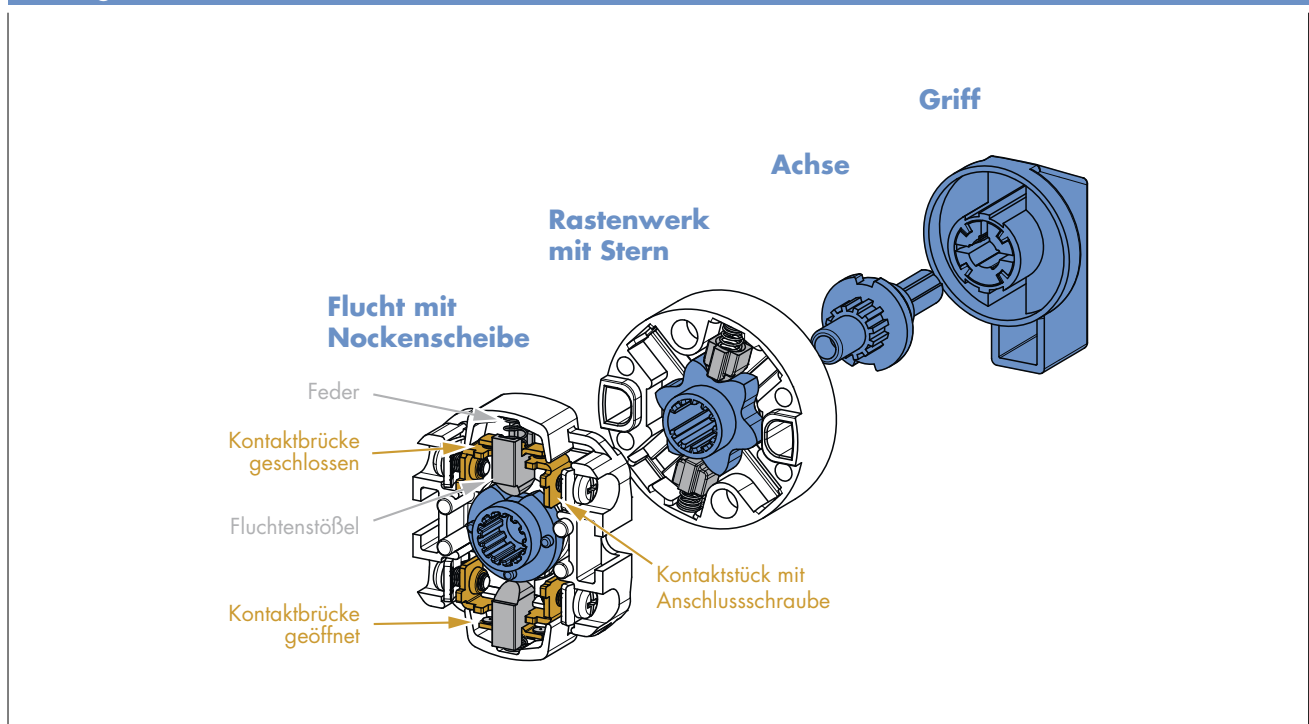 Griff
Achse
Rastenwerk
mit Stern
Flucht mit
Nockenscheibe
Feder
Kontaktbrücke
geschlossen
Fluchtenstößel
Kontaktstück mit
Anschlussschraube
Kontaktbrücke
geöffnet